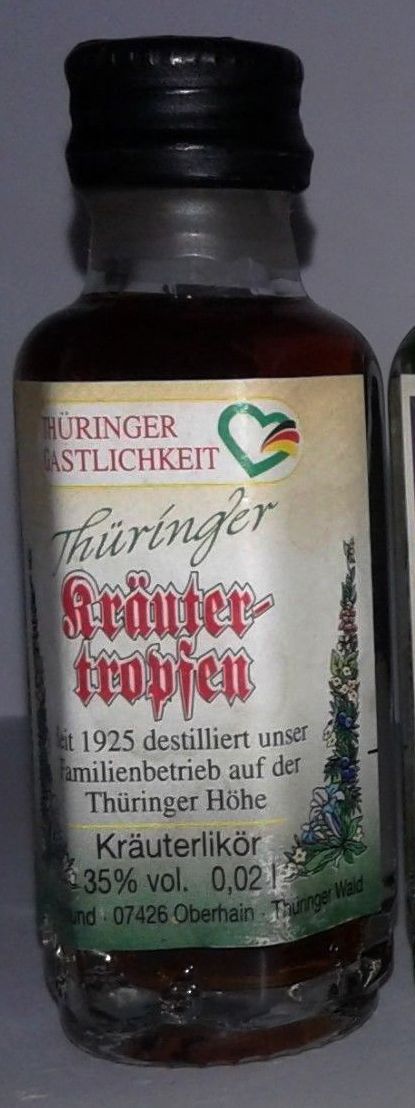 THÜRINGER
GASTLICHKEIT
Thüringer
Kräuter-
tropfen
Seit 1925 destilliert unser
Familienbetrieb auf der
Thüringer Höhe
Kräuterlikör
35% vol. 0,02 l
07426 Oberhain · Thüringer Wald